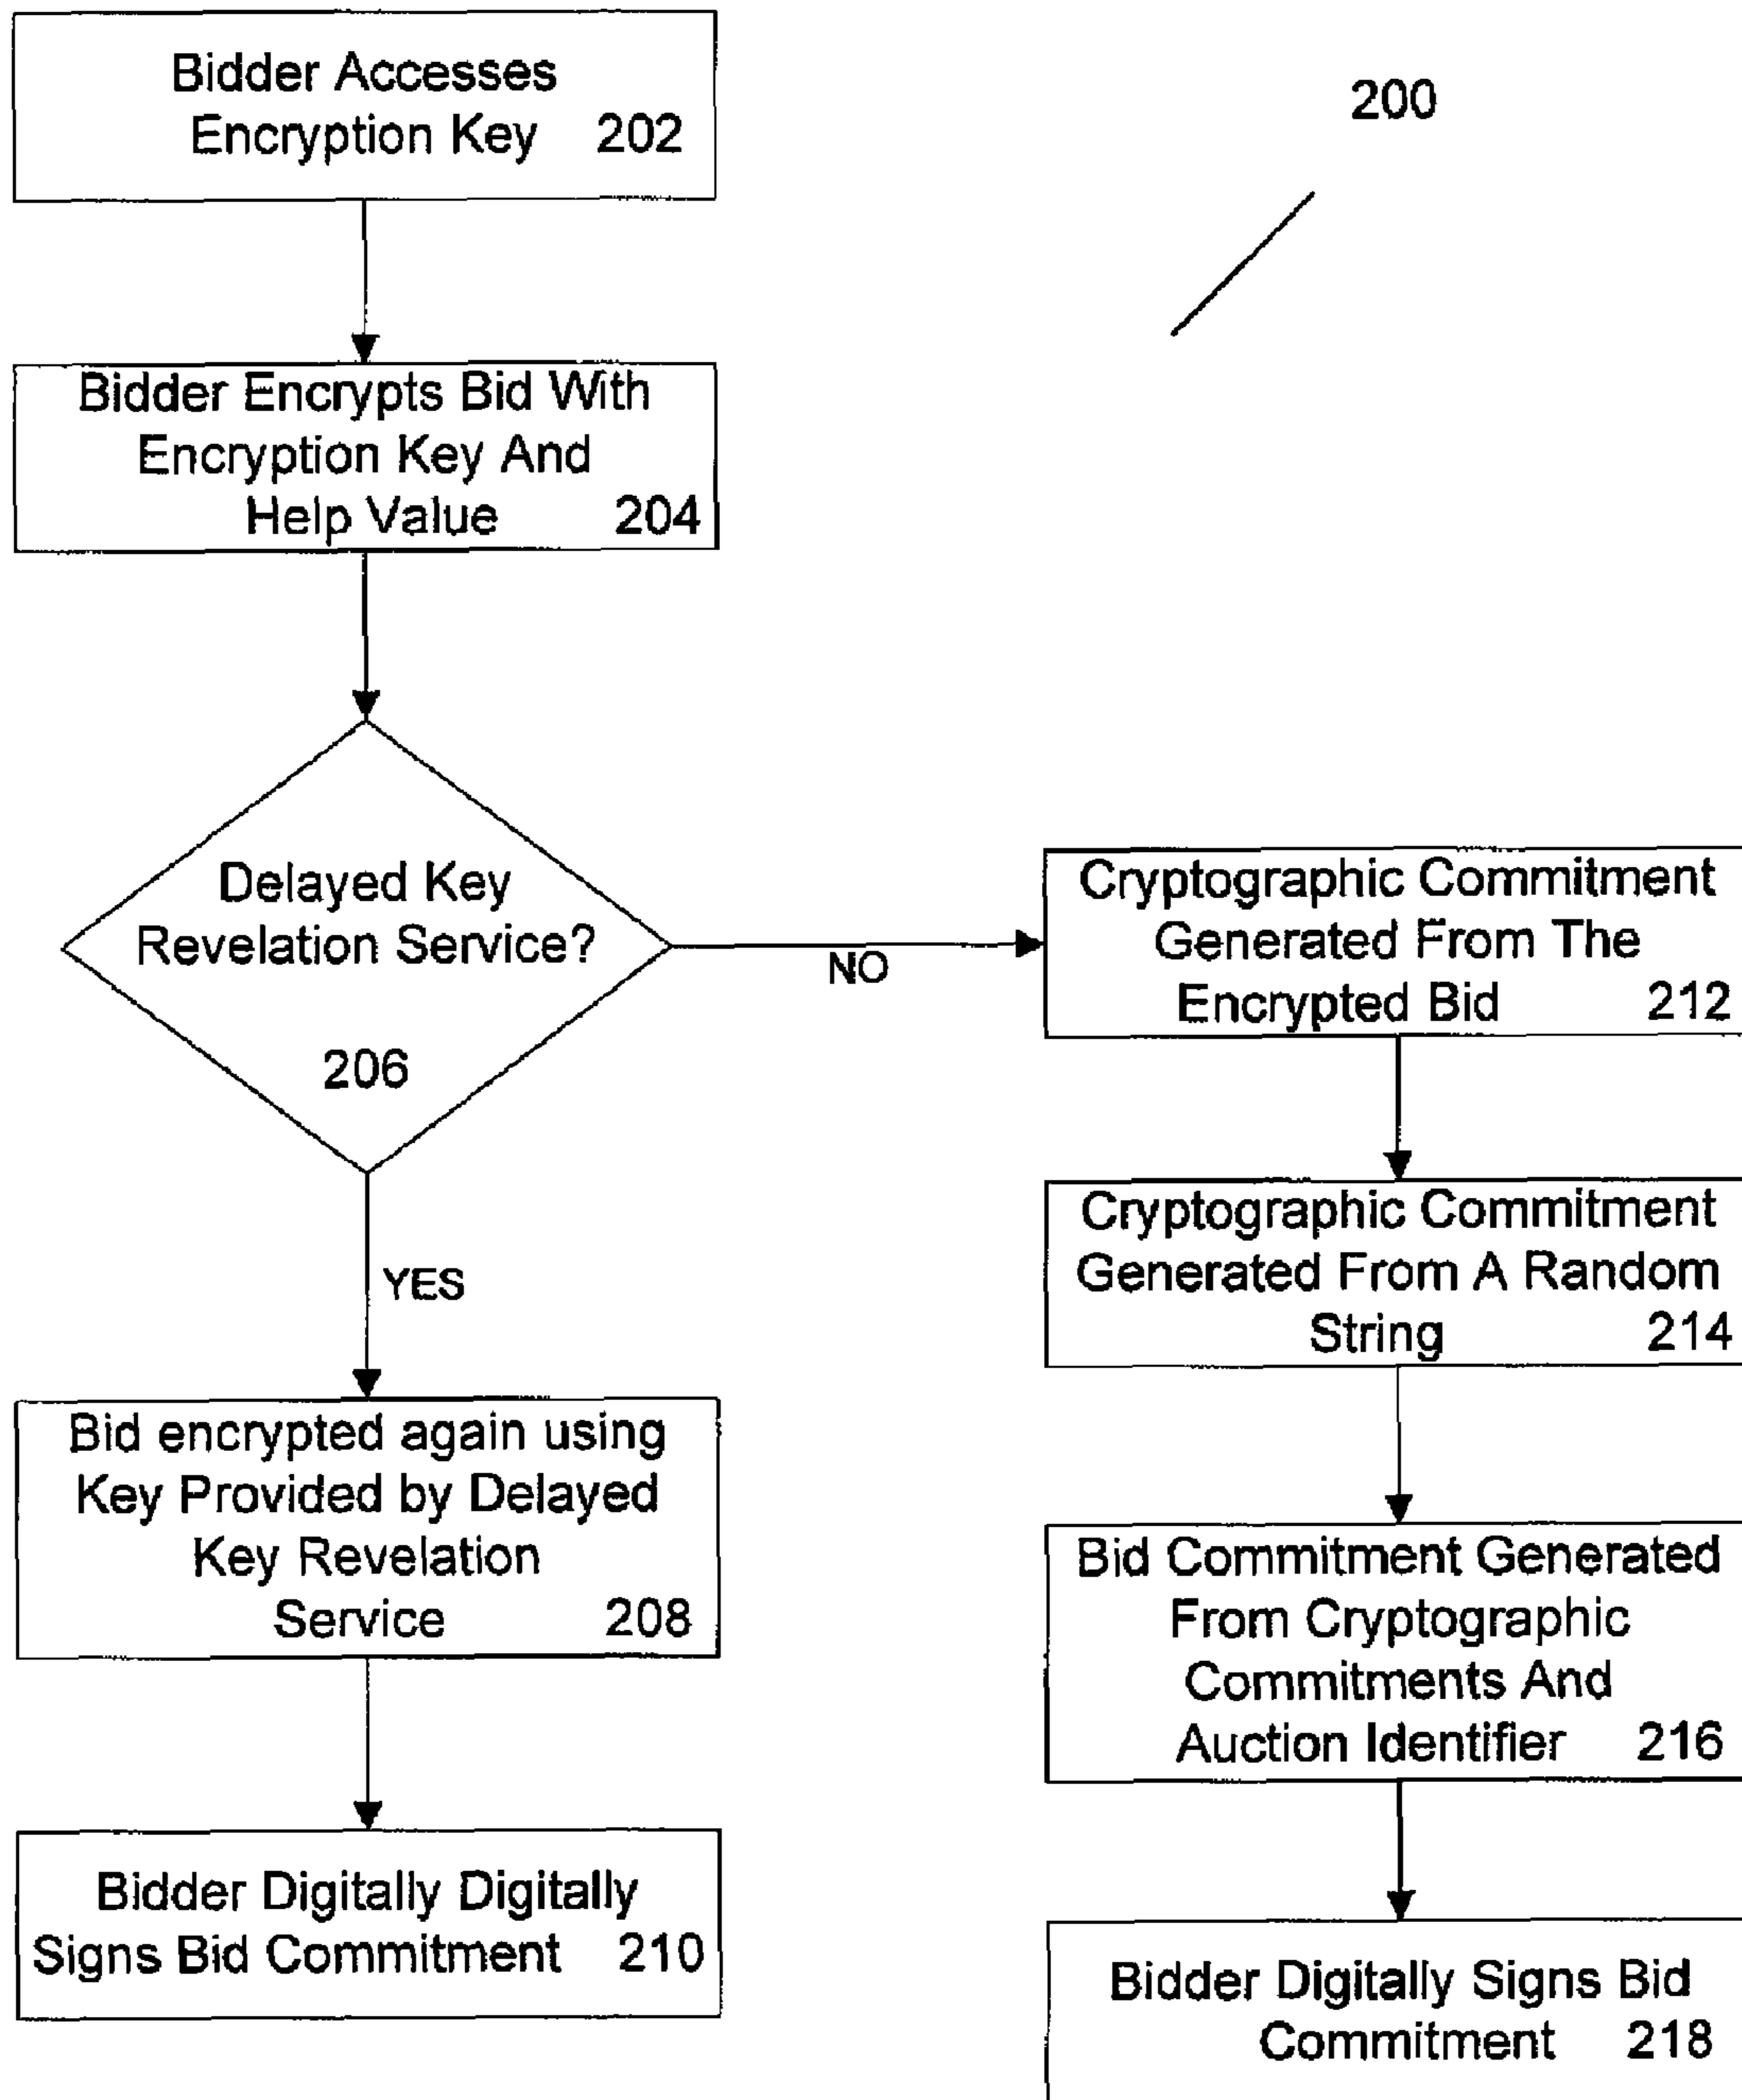 Bidder Accesses
Encryption Key 202
200
Bidder Encrypts Bid With
Encryption Key And
Help Value 204
Delayed Key
Revelation Service?
206
NO
YES
Bid encrypted again using
Key Provided by Delayed
Key Revelation
Service 208
Bidder Digitally Digitally
Signs Bid Commitment 210
Cryptographic Commitment
Generated From The
Encrypted Bid 212
Cryptographic Commitment
Generated From A Random
String 214
Bid Commitment Generated
From Cryptographic
Commitments And
Auction Identifier 216
Bidder Digitally Signs Bid
Commitment 218